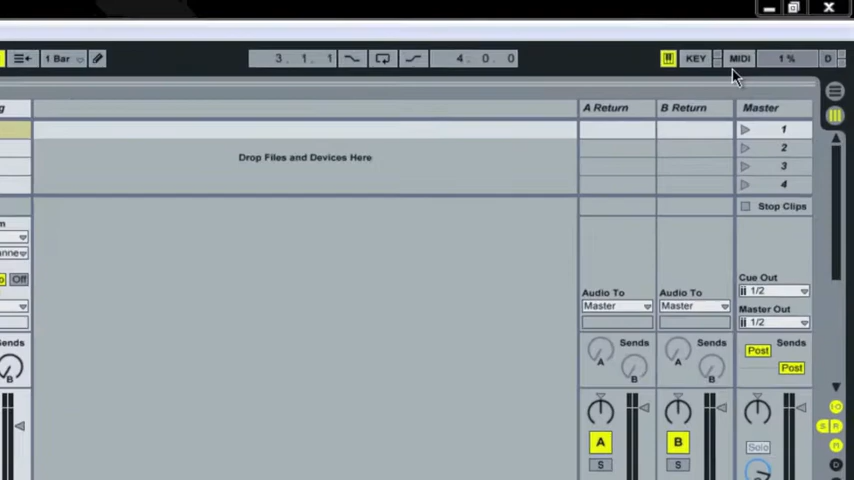 1 Bar
3. 1. 1
4. 0. 0
KEY
MIDI
1 %
D
g
A Return
B Return
Master
1
Drop Files and Devices Here
2
3
4
Stop Clips
m
anne
o
Off
Cue Out
1/2
Audio To
Audio To
Master Out
Master
Master
1/2
ends
Sends
Sends
Sends
A
A
Post
B
B
B
Post
I·O
S
R
A
B
Solo
S
S